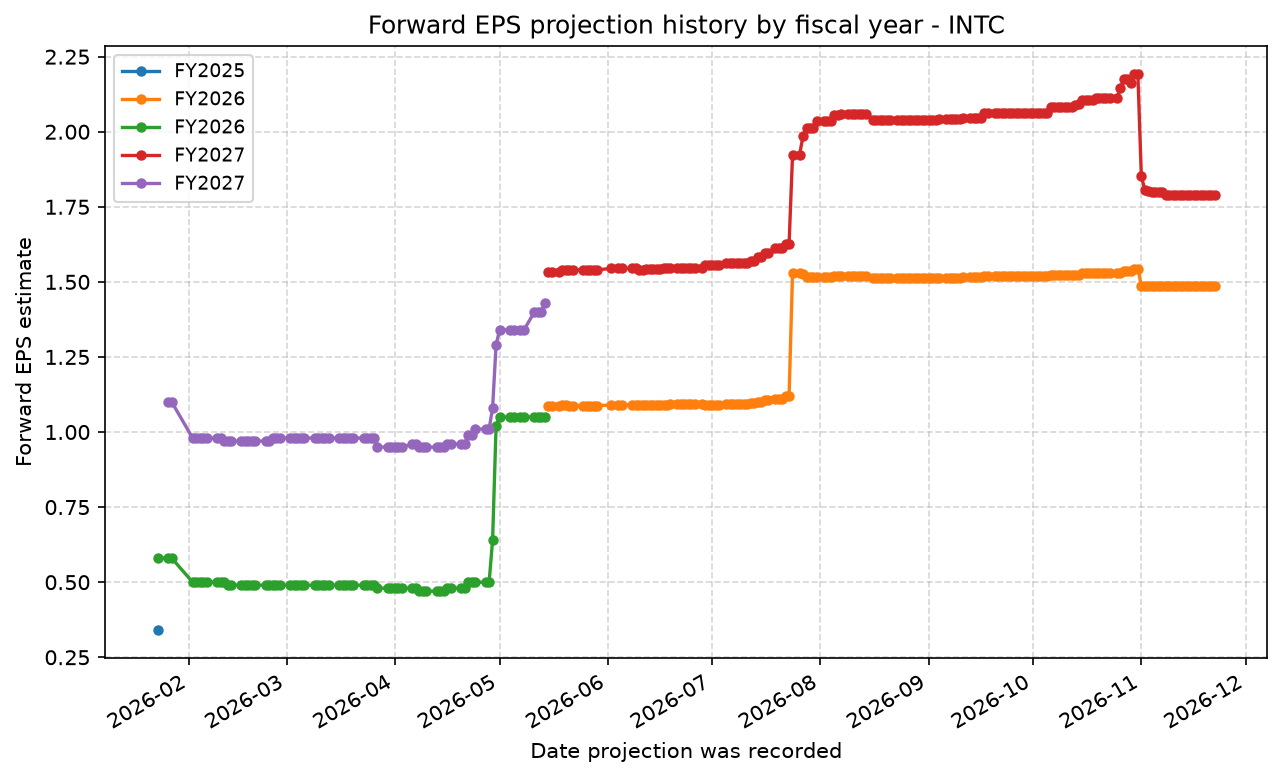 Forward EPS projection history by fiscal year - INTC
FY2025
FY2026
FY2026
FY2027
FY2027
Forward EPS estimate
2.25
2.00
1.75
1.50
1.25
1.00
0.75
0.50
0.25
2026-02
2026-03
2026-04
2026-05
2026-06
2026-07
2026-08
2026-09
2026-10
2026-11
2026-12
Date projection was recorded